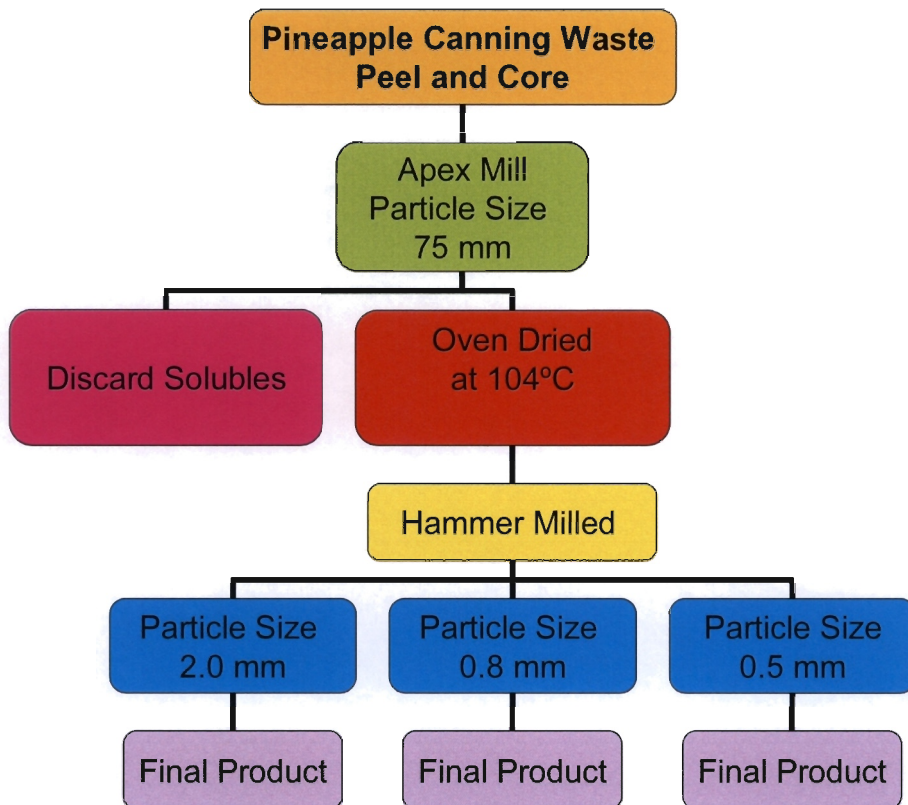 Pineapple Canning Waste
Peel and Core
Apex Mill
Particle Size
75 mm
Discard Solubles
Oven Dried
at 104ºC
Hammer Milled
Particle Size
2.0 mm
Particle Size
0.8 mm
Particle Size
0.5 mm
Final Product
Final Product
Final Product